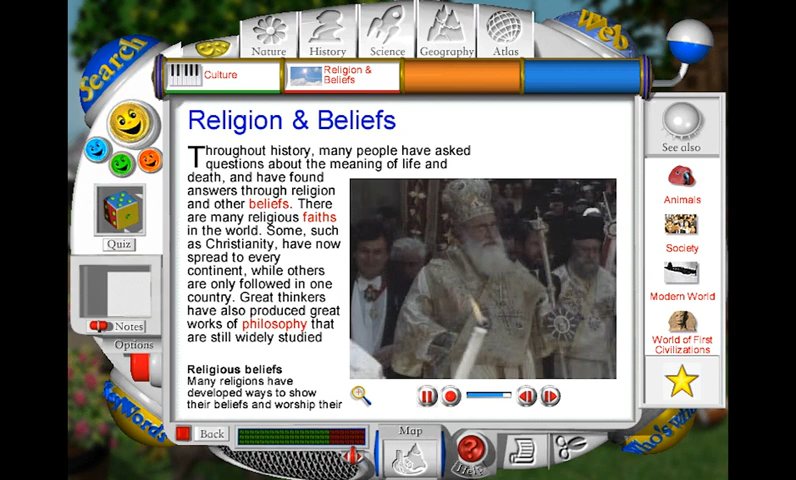 Search
Nature
History
Science
Geography
Atlas
Web
Culture
Religion &
Beliefs
Religion & Beliefs
Throughout history, many people have asked
questions about the meaning of life and
death, and have found
answers through religion
and other beliefs. There
are many religious faiths
in the world. Some, such
as Christianity, have now
spread to every
continent, while others
are only followed in one
country. Great thinkers
have also produced great
works of philosophy that
are still widely studied
Religious beliefs
Many religions have
developed ways to show
their beliefs and worship their
See also
Animals
Society
Modern World
World of First
Civilizations
Quiz
Notes
Options
Back
Map
Help
Words
Who's who